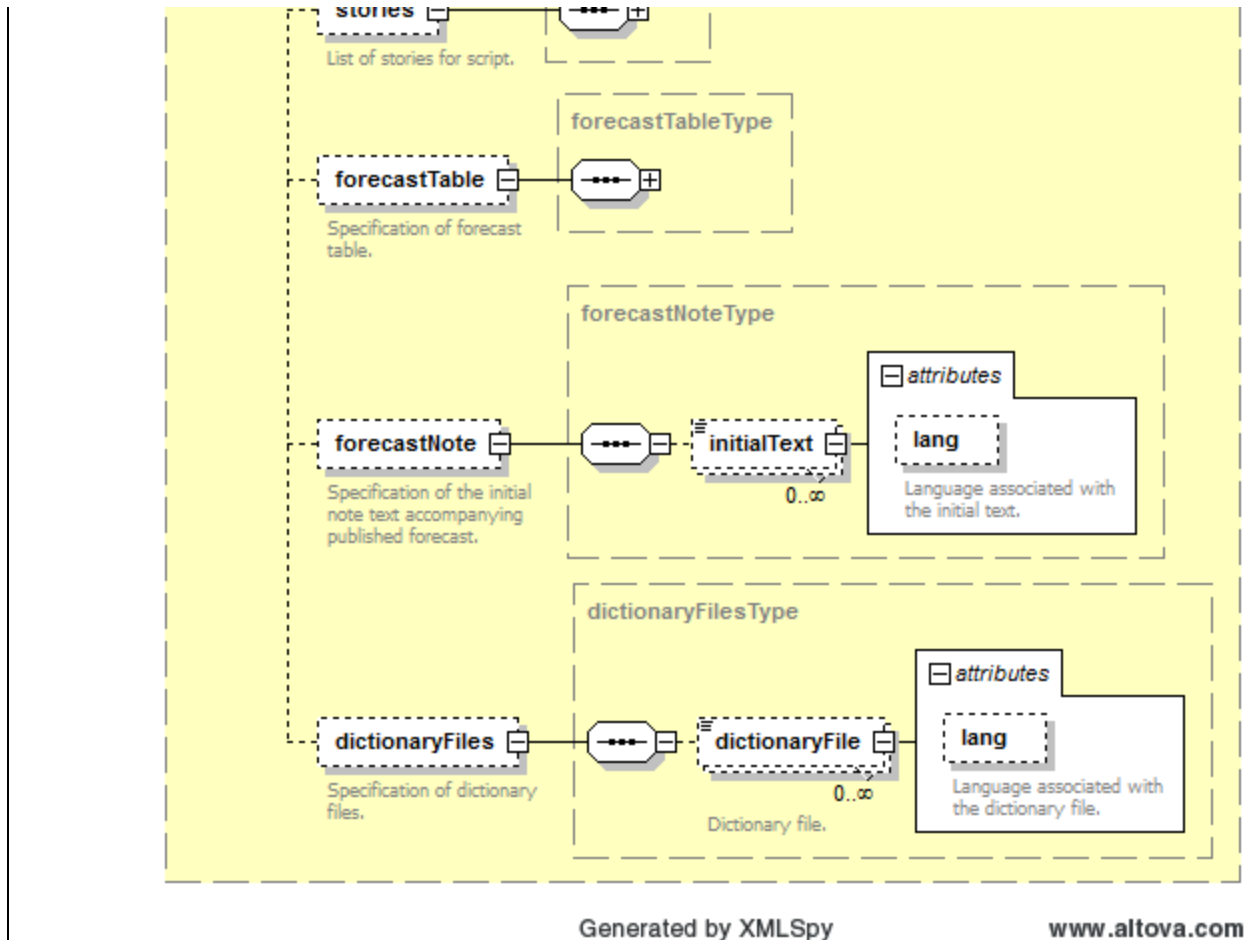 stories
List of stories for script.
forecastTableType
forecastTable
Specification of forecast
table.
forecastNoteType
attributes
lang
forecastNote
initialText
0..∞
Language associated with
the initial text.
Specification of the initial
note text accompanying
published forecast.
dictionaryFilesType
attributes
lang
dictionaryFiles
dictionaryFile
0..∞
Language associated with
the dictionary file.
Specification of dictionary
files.
Dictionary file.
Generated by XMLSpy
www.altova.com